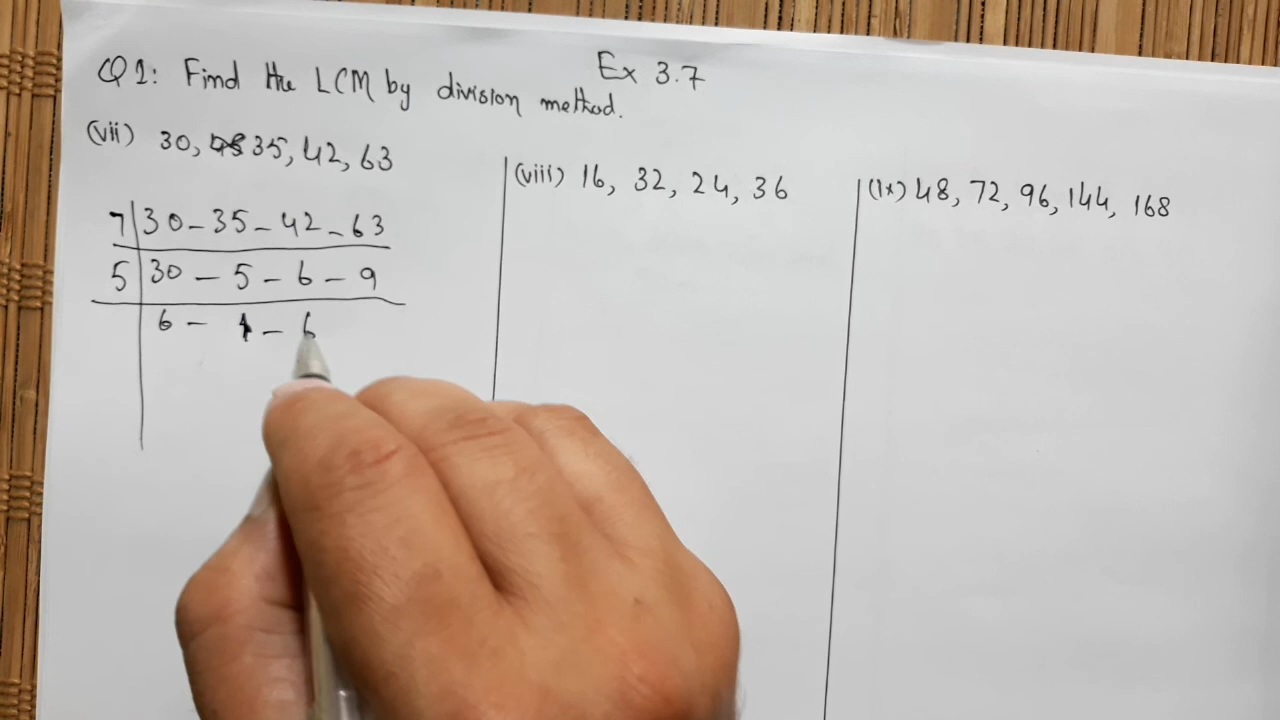 Ex 3.7
Q1: Find the LCM by division method.
(vii) 30, 35, 42, 63
7 30 - 35 - 42 - 63
5 30 - 5 - 6 - 9
6 - 1 - 6
(viii) 16, 32, 24, 36
(ix) 48, 72, 96, 144, 168